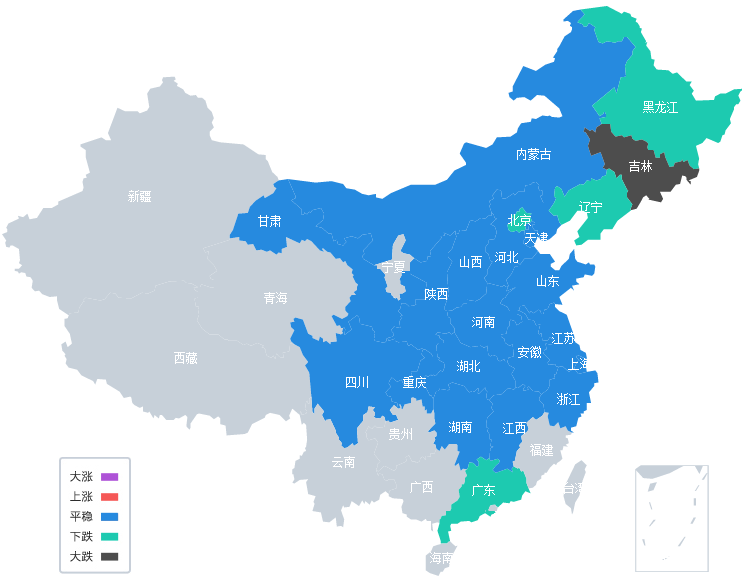 黑龙江
内蒙古
吉林
新疆
辽宁
甘肃
北京
天津
河北
山西
宁夏
山东
陕西
青海
河南
江苏
安徽
西藏
上海
湖北
四川
重庆
浙江
湖南
江西
贵州
福建
云南
广西
广东
台湾
海南
大涨
上涨
平稳
下跌
大跌